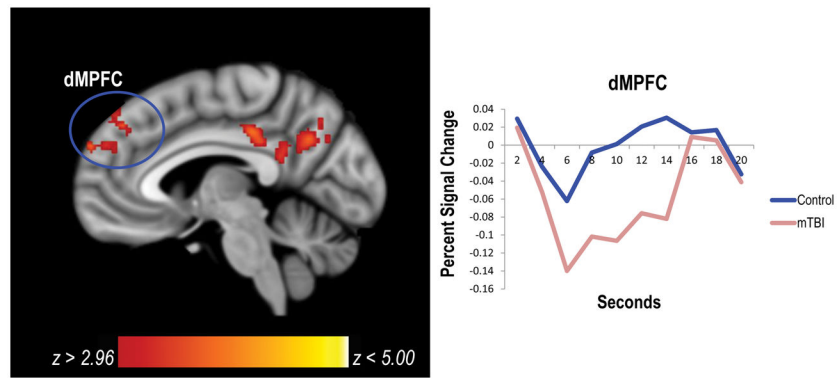 dMPFC
z > 2.96
z < 5.00
dMPFC
Percent Signal Change
0.04
0.02
0
-0.02
-0.04
-0.06
-0.08
-0.1
-0.12
-0.14
-0.16
2 4 6 8 10 12 14 16 18 20
Seconds
Control
mTBI